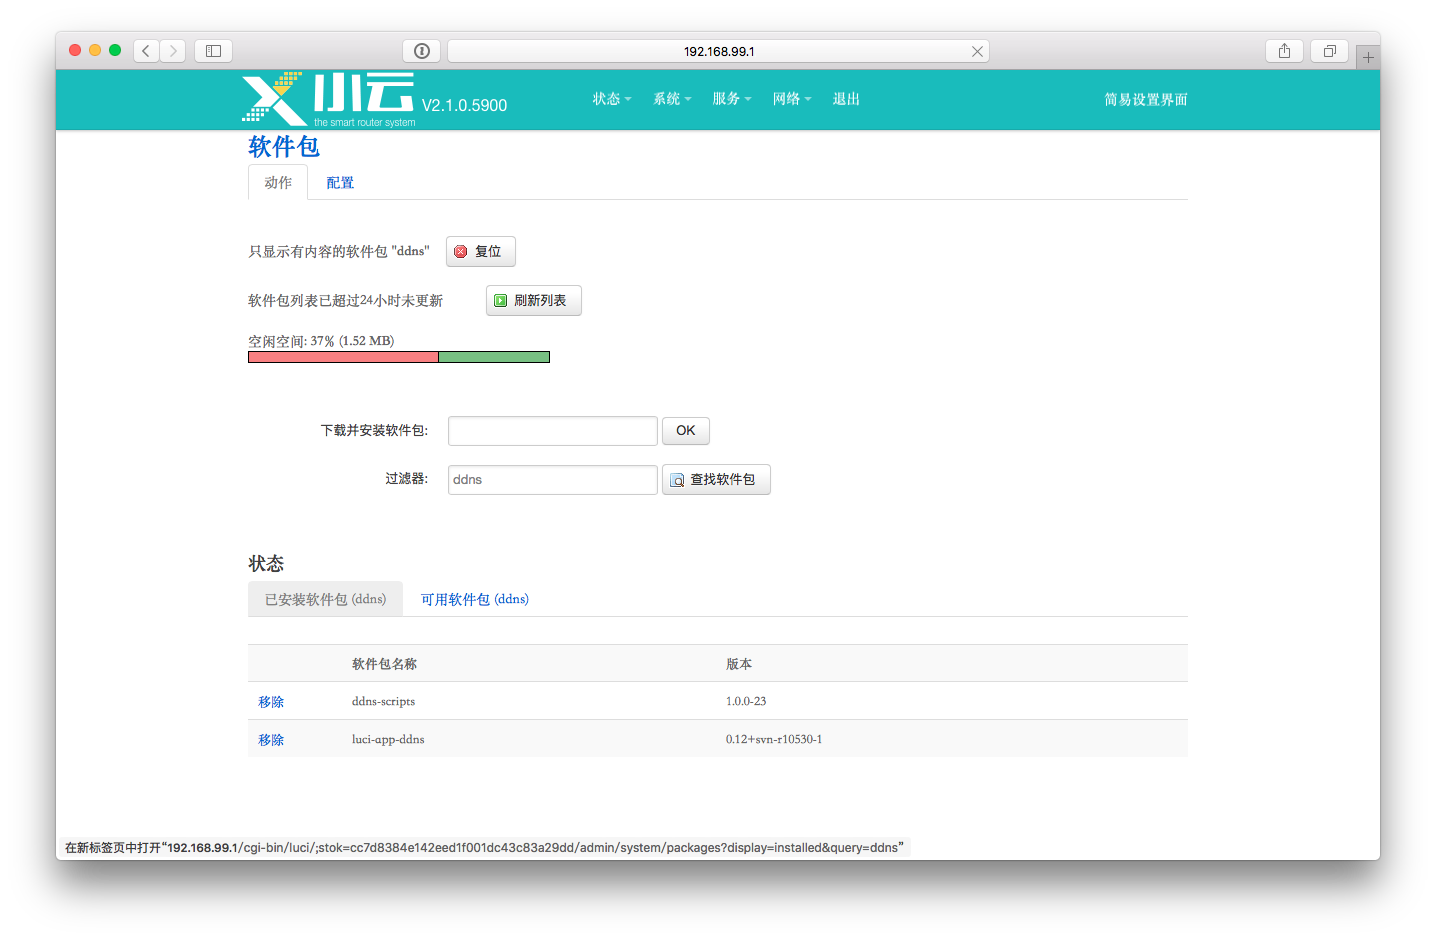 192.168.99.1
小云 V2.1.0.5900
the smart router system
状态 系统 服务 网络 退出 简易设置界面
软件包
动作 配置
只显示有内容的软件包 "ddns" 复位
软件包列表已超过24小时未更新 刷新列表
空闲空间: 37% (1.52 MB)
下载并安装软件包: OK
过滤器: ddns 查找软件包
状态
已安装软件包 (ddns) 可用软件包 (ddns)
软件包名称 版本
移除 ddns-scripts 1.0.0-23
移除 luci-app-ddns 0.12+svn-r10530-1
在新标签页中打开“192.168.99.1/cgi-bin/luci/;stok=cc7d8384e142eed1f001dc43c83a29dd/admin/system/packages?display=installed&query=ddns”